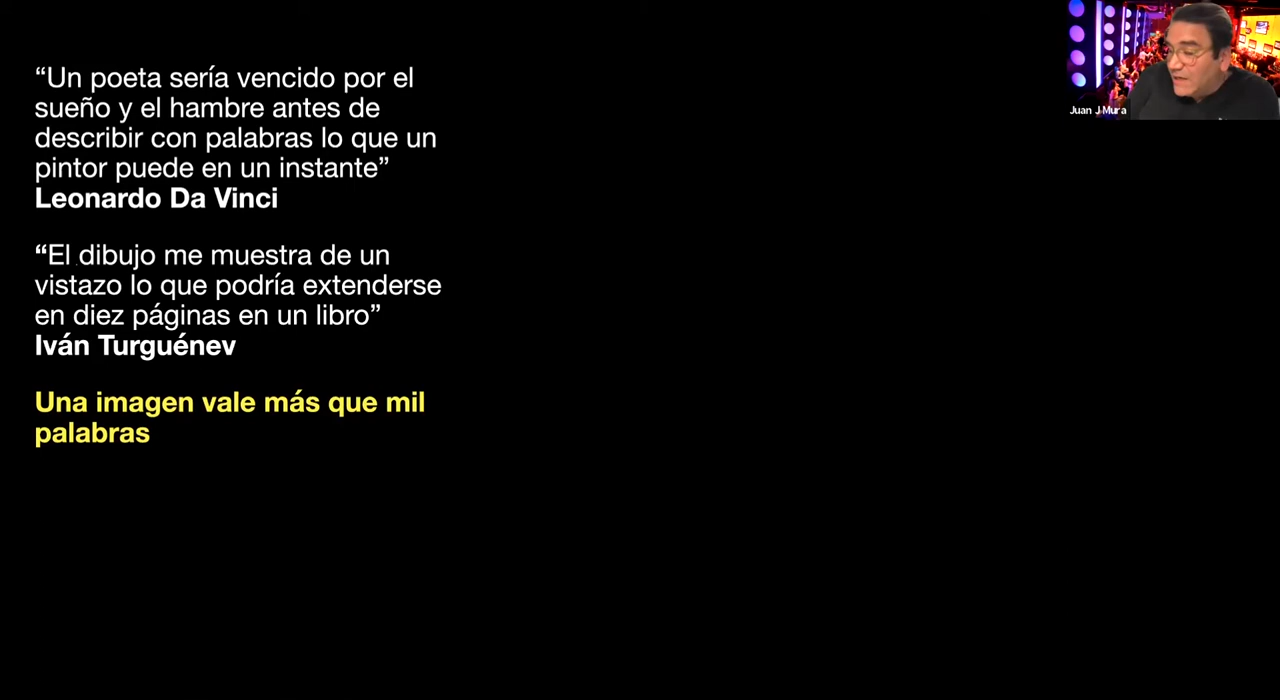 “Un poeta sería vencido por el
sueño y el hambre antes de
describir con palabras lo que un
pintor puede en un instante”
Leonardo Da Vinci
“El dibujo me muestra de un
vistazo lo que podría extenderse
en diez páginas en un libro”
Iván Turguénev
Una imagen vale más que mil
palabras
Juan J Mura